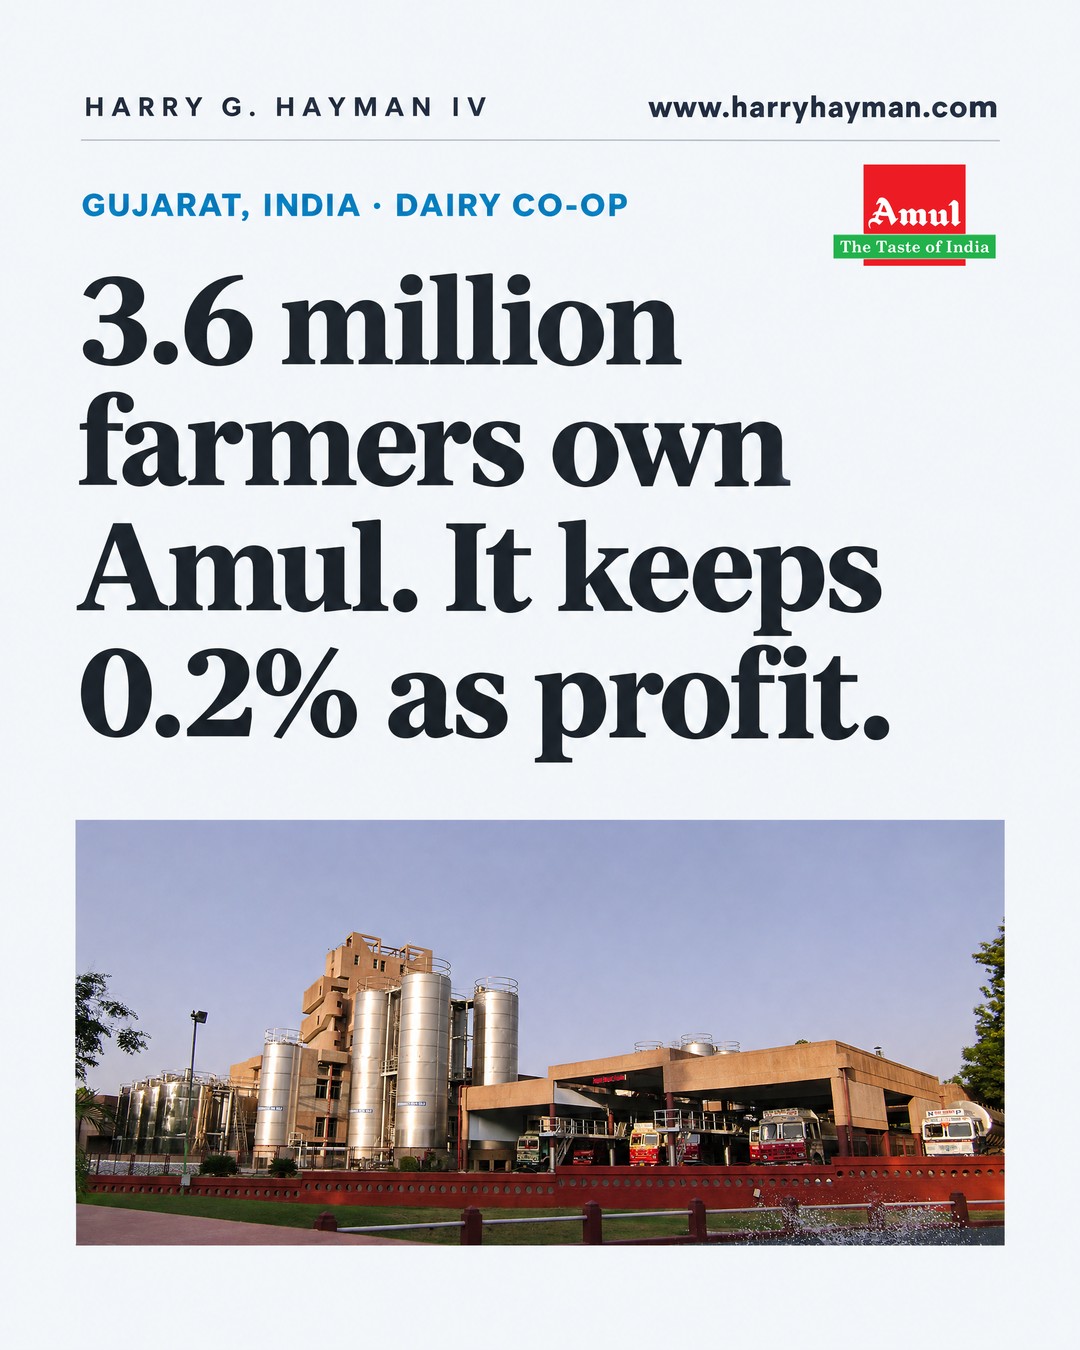 HARRY G. HAYMAN IV
www.harryhayman.com
GUJARAT, INDIA · DAIRY CO-OP
Amul
The Taste of India
3.6 million
farmers own
Amul. It keeps
0.2% as profit.